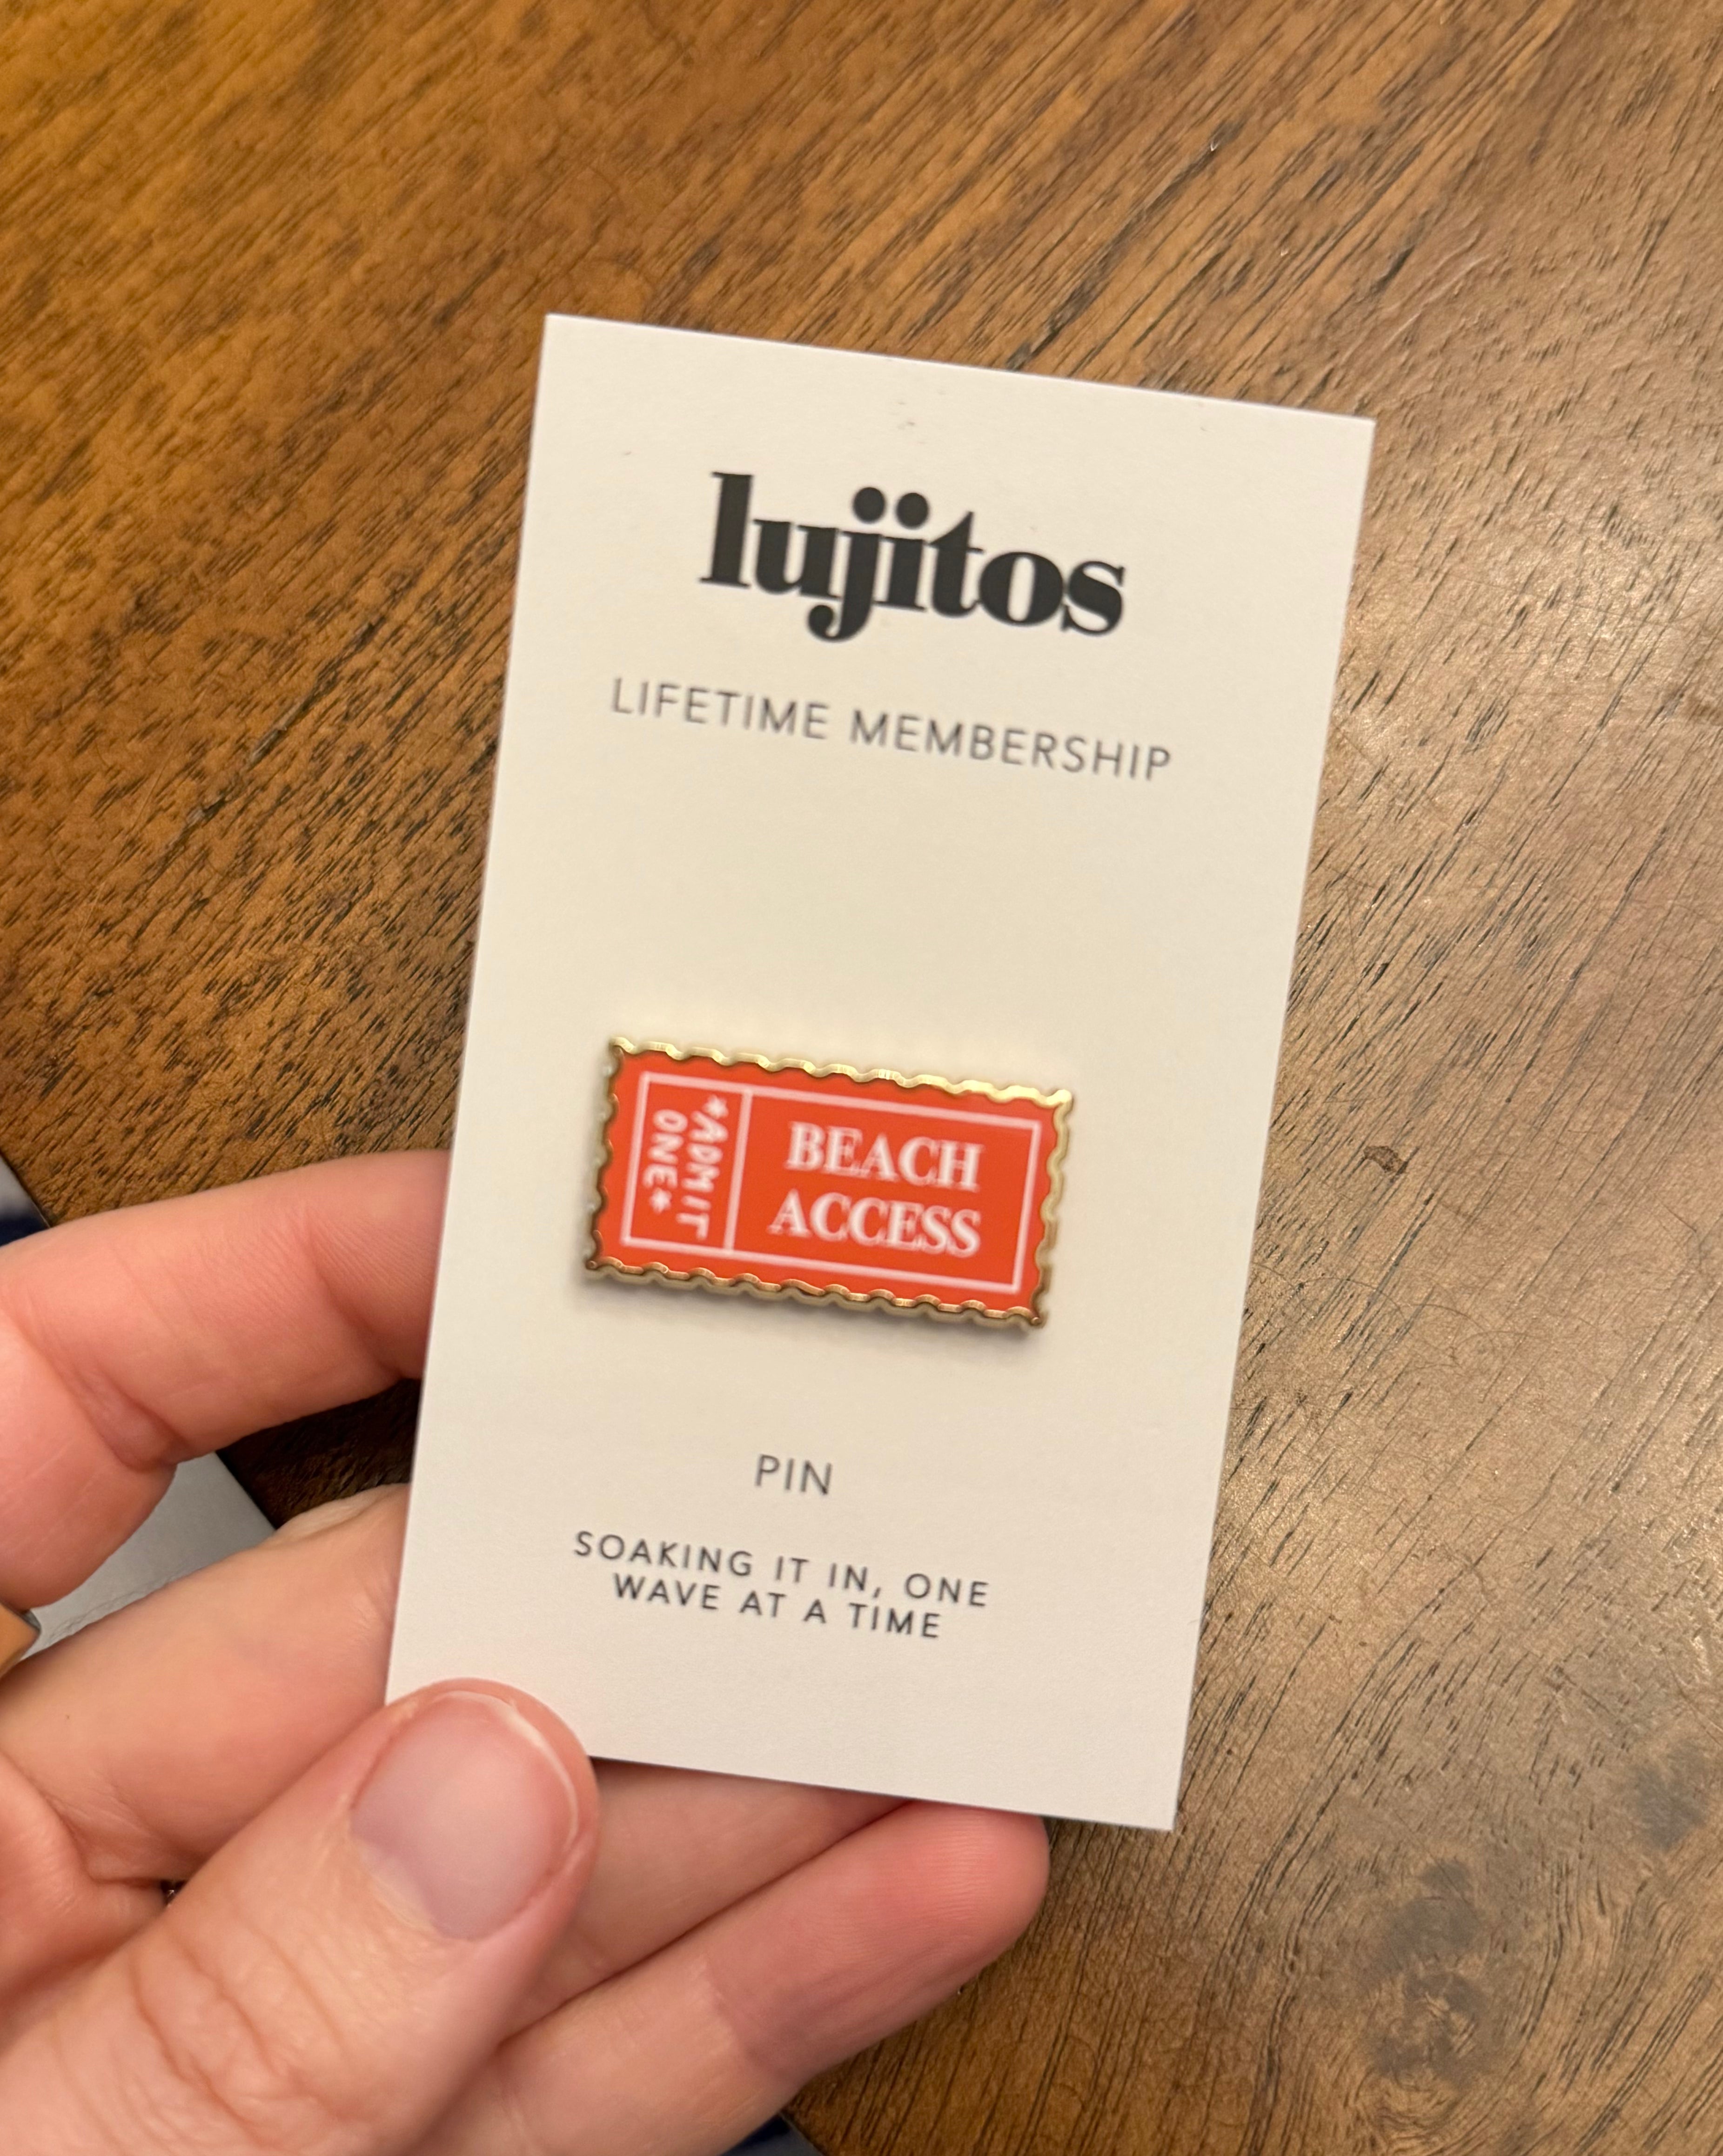 lujitos
LIFETIME MEMBERSHIP
*ADMIT
ONE*
BEACH
ACCESS
PIN
SOAKING IT IN, ONE
WAVE AT A TIME